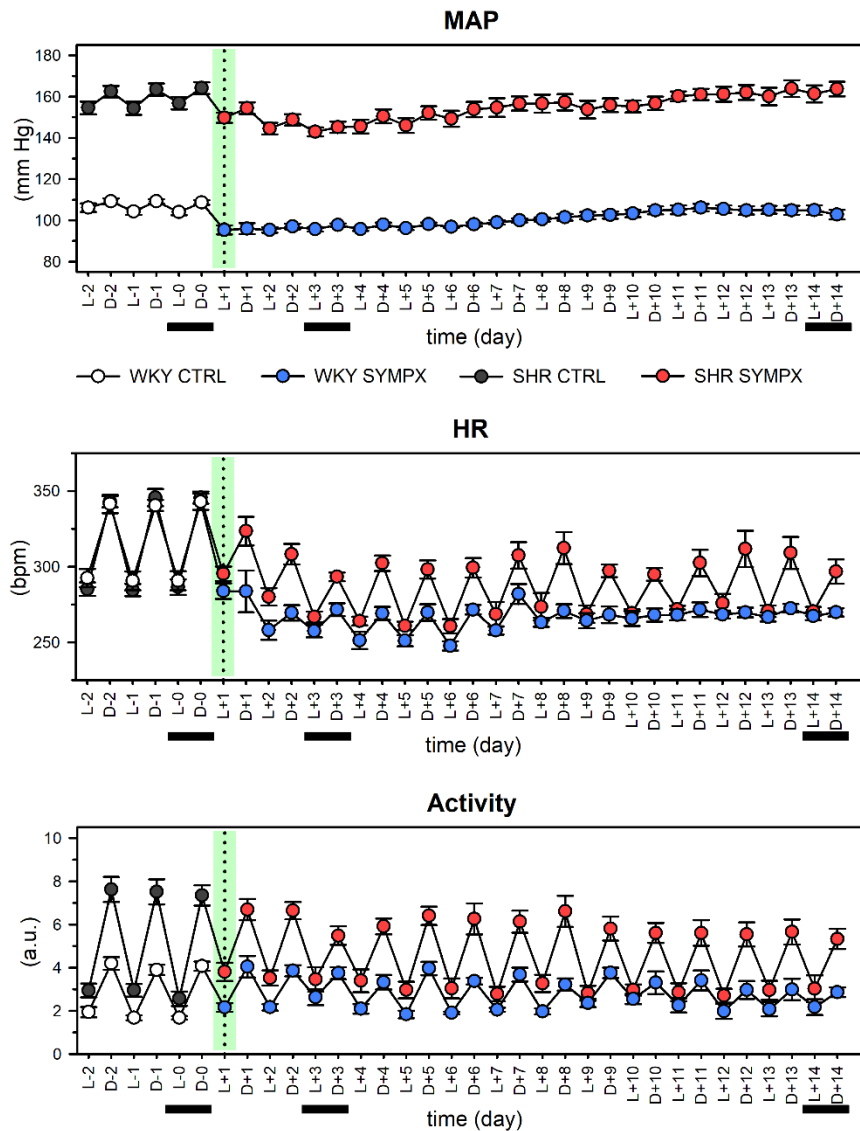 MAP
180
160
140
120
100
80
(mm Hg)
L-2 D-2 L-1 D-1 L-0 D-0 L+1 D+1 L+2 D+2 L+3 D+3 L+4 D+4 L+5 D+5 L+6 D+6 L+7 D+7 L+8 D+8 L+9 D+9 L+10 D+10 L+11 D+11 L+12 D+12 L+13 D+13 L+14 D+14
time (day)
WKY CTRL WKY SYMPX SHR CTRL SHR SYMPX
HR
350
300
250
(bpm)
L-2 D-2 L-1 D-1 L-0 D-0 L+1 D+1 L+2 D+2 L+3 D+3 L+4 D+4 L+5 D+5 L+6 D+6 L+7 D+7 L+8 D+8 L+9 D+9 L+10 D+10 L+11 D+11 L+12 D+12 L+13 D+13 L+14 D+14
time (day)
Activity
10
8
6
4
2
0
(a.u.)
L-2 D-2 L-1 D-1 L-0 D-0 L+1 D+1 L+2 D+2 L+3 D+3 L+4 D+4 L+5 D+5 L+6 D+6 L+7 D+7 L+8 D+8 L+9 D+9 L+10 D+10 L+11 D+11 L+12 D+12 L+13 D+13 L+14 D+14
time (day)